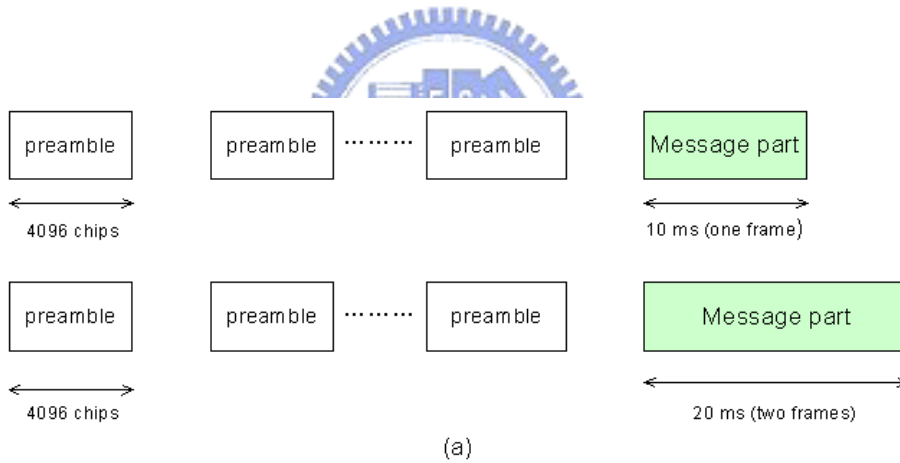 preamble preamble ········· preamble Message part
4096 chips 10 ms (one frame)
preamble preamble ········· preamble Message part
4096 chips 20 ms (two frames)
(a)